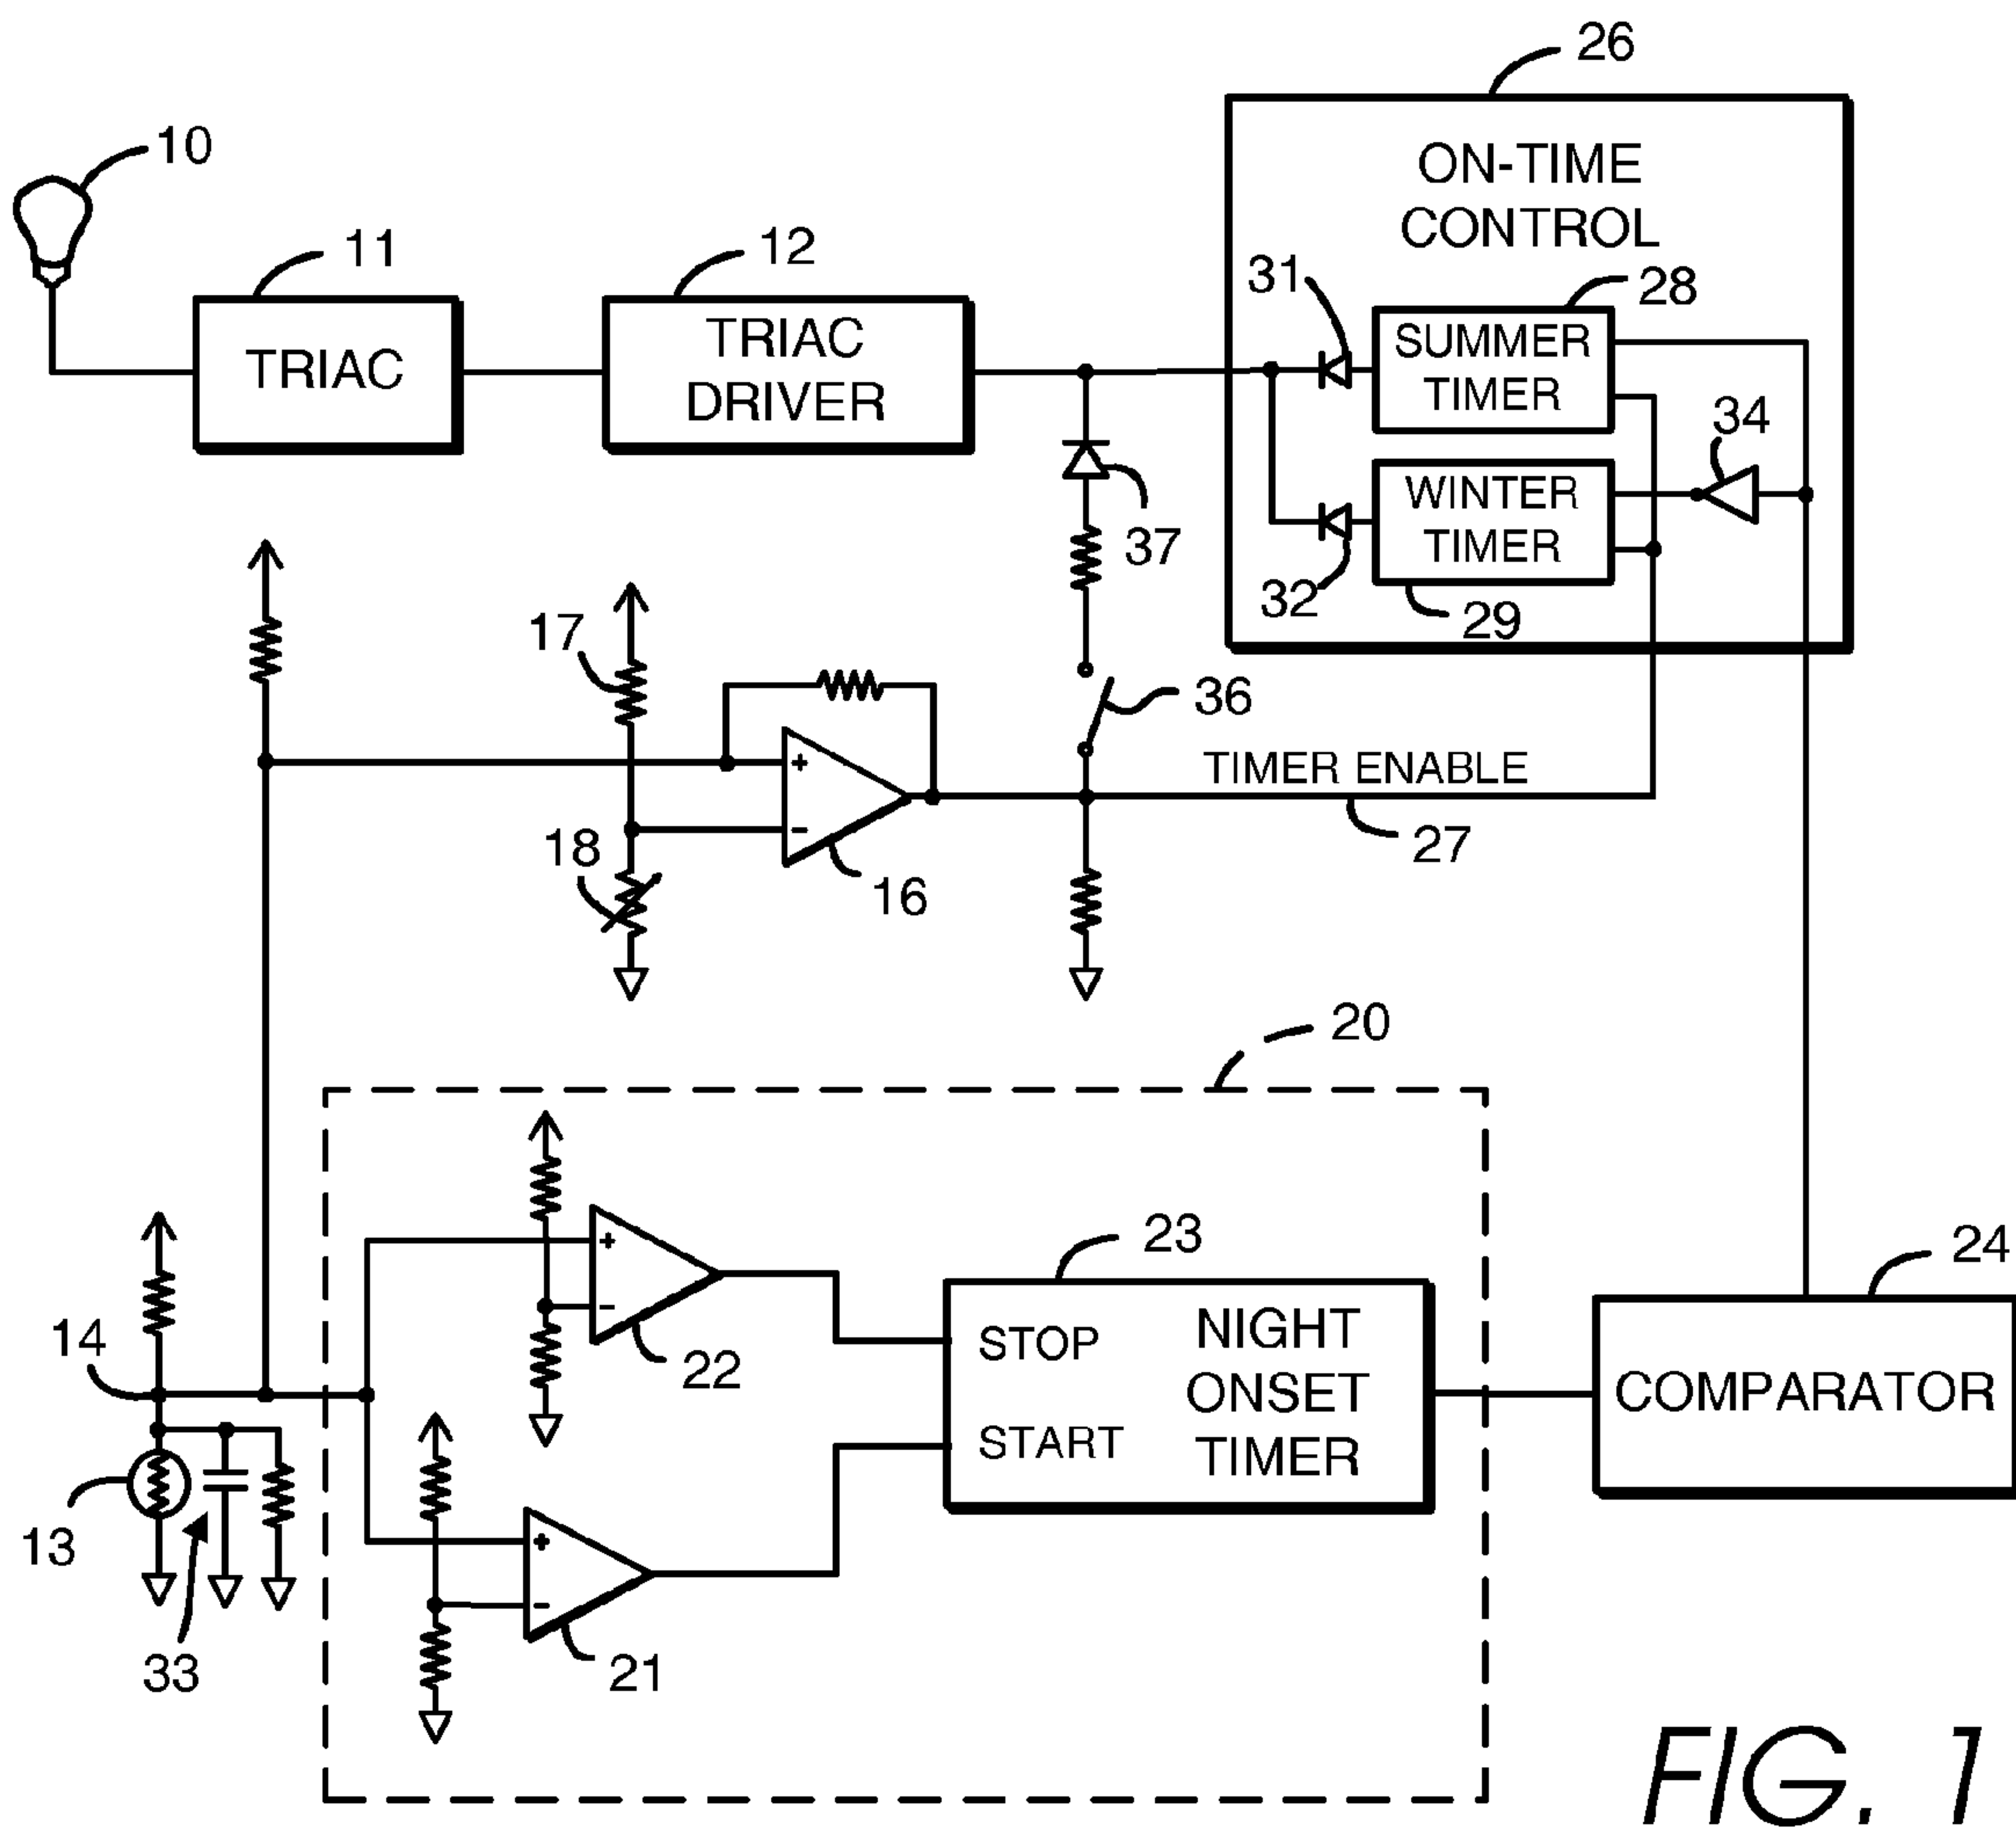 26
10
ON-TIME
CONTROL
11
12
31
28
TRIAC
TRIAC
DRIVER
SUMMER
TIMER
34
WINTER
TIMER
37
32
29
17
36
+
TIMER ENABLE
-
27
18
16
20
+
-
22
23
24
STOP
START
NIGHT
ONSET
TIMER
COMPARATOR
14
13
33
+
-
21
FIG. 1